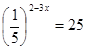 (1/5)^{2-3x} = 25